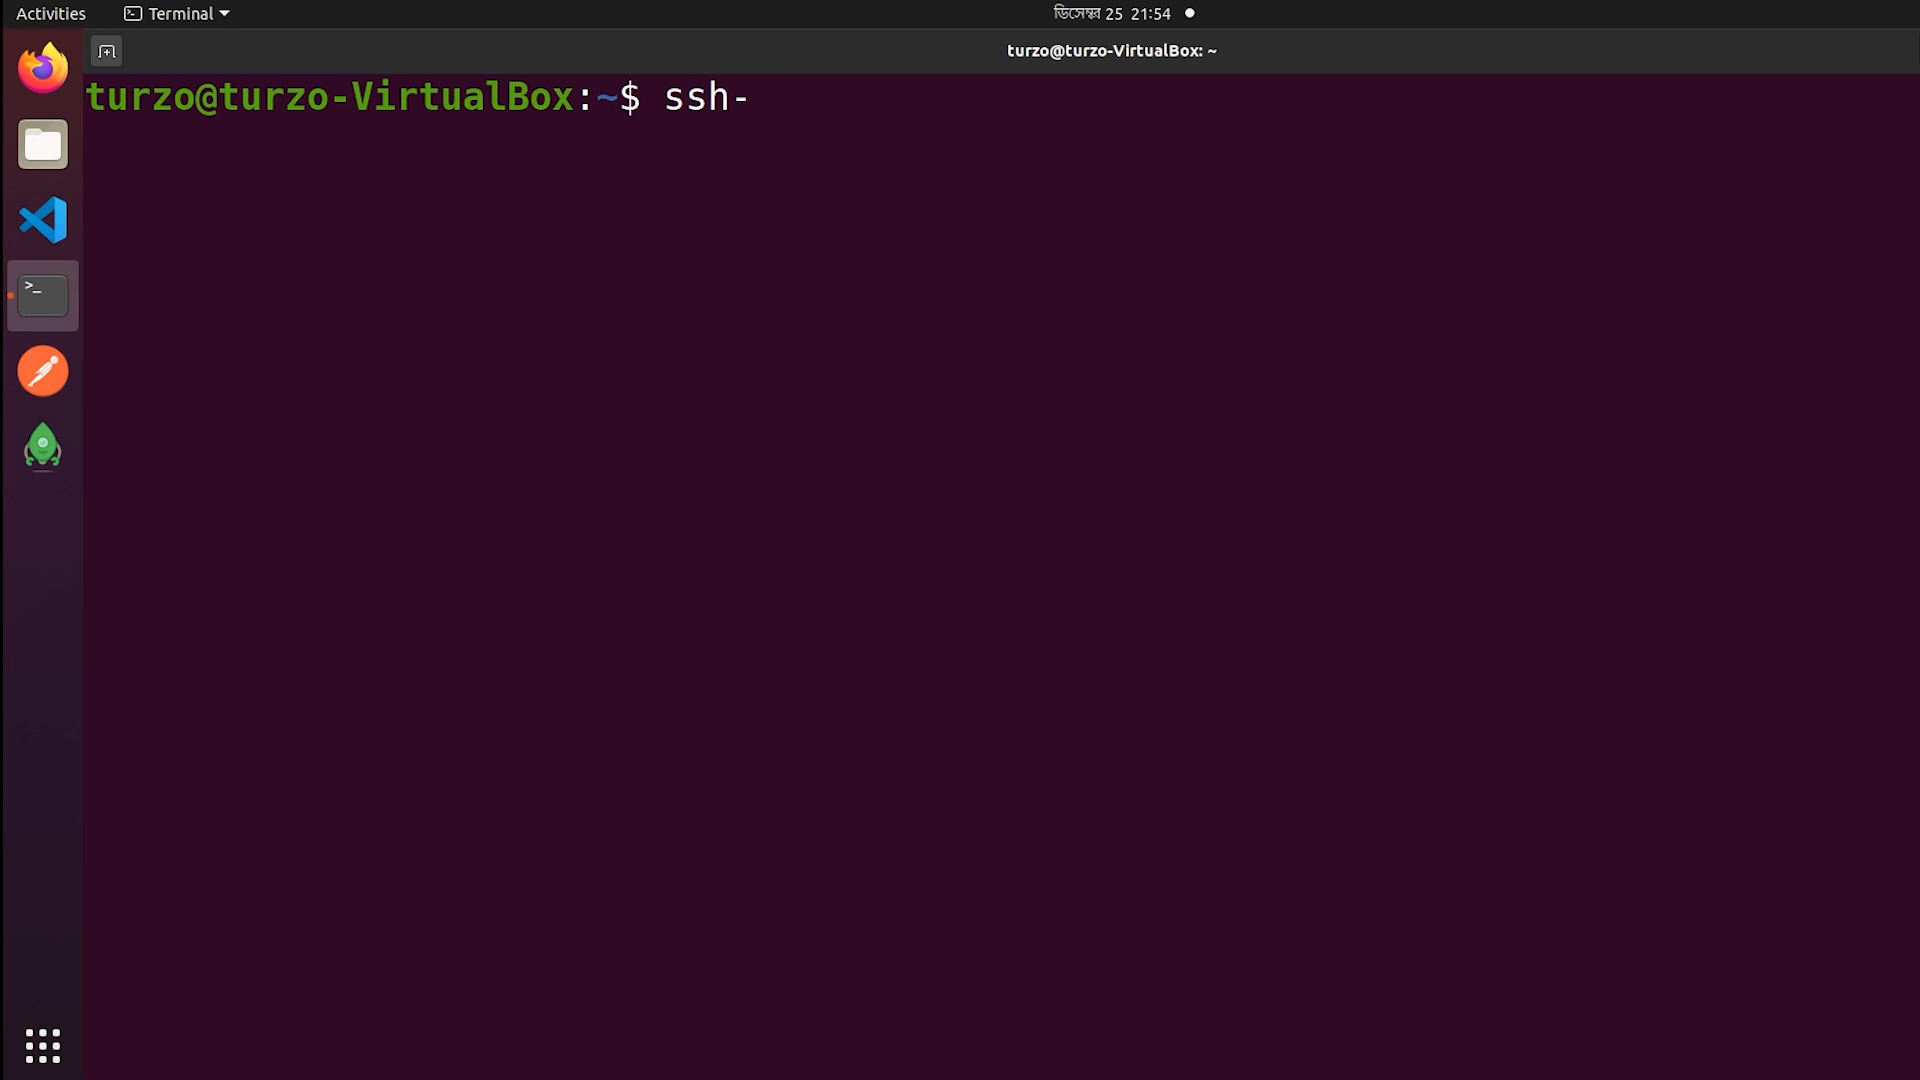 Activities
Terminal
ডিসেম্বর 25 21:54
turzo@turzo-VirtualBox: ~
turzo@turzo-VirtualBox:~$ ssh-
>_